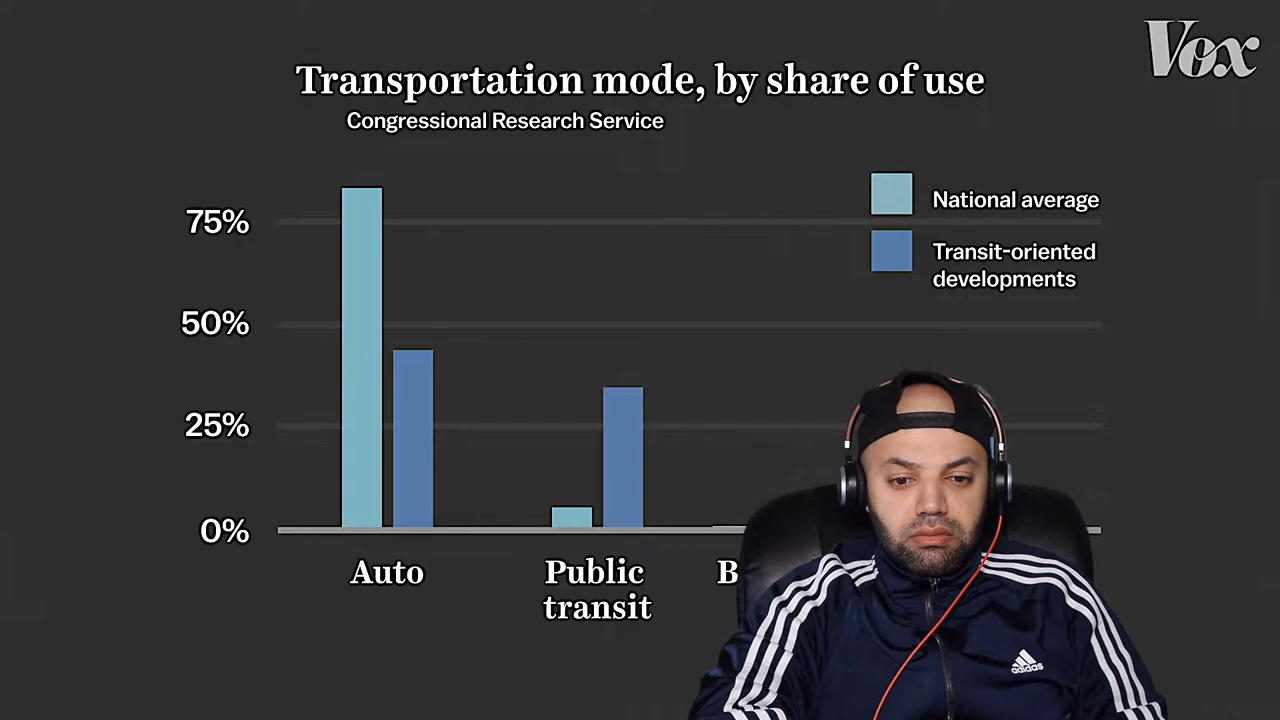 Vox
Transportation mode, by share of use
Congressional Research Service
National average
Transit-oriented
developments
75%
50%
25%
0%
Auto
Public
transit
B
adidas